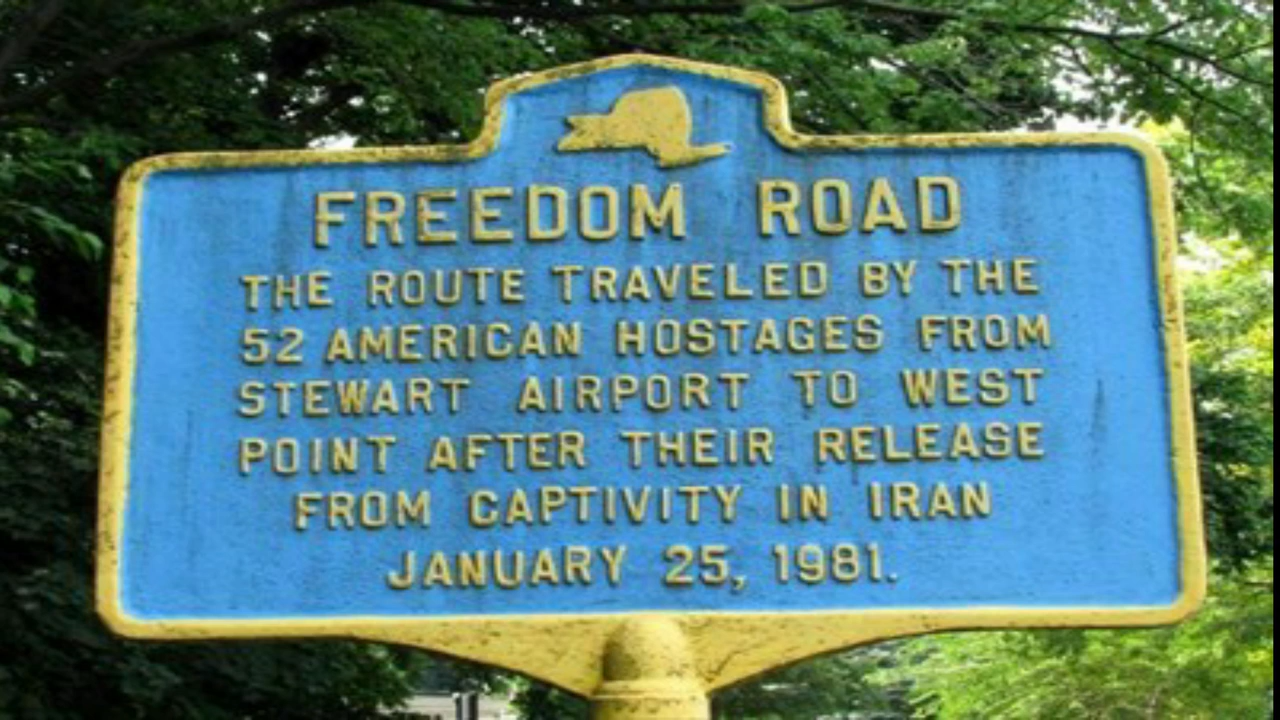 FREEDOM ROAD
THE ROUTE TRAVELED BY THE
52 AMERICAN HOSTAGES FROM
STEWART AIRPORT TO WEST
POINT AFTER THEIR RELEASE
FROM CAPTIVITY IN IRAN
JANUARY 25, 1981.